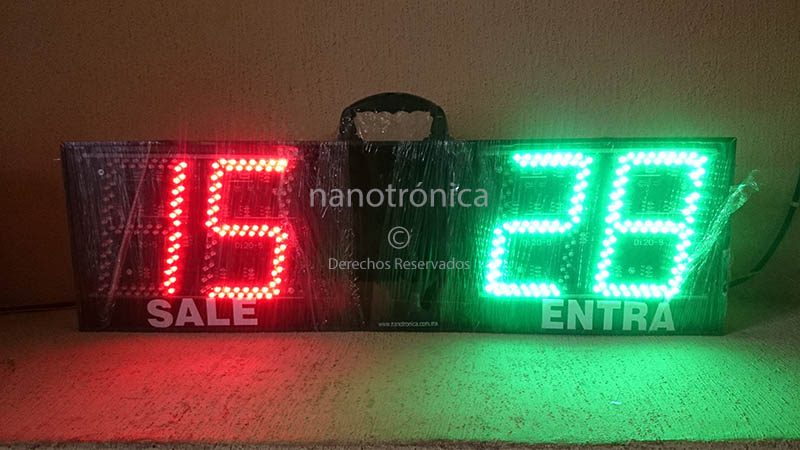 nanotrónica
15 28
©
Derechos Reservados
SALE ENTRA
www.nanotronica.com.mx